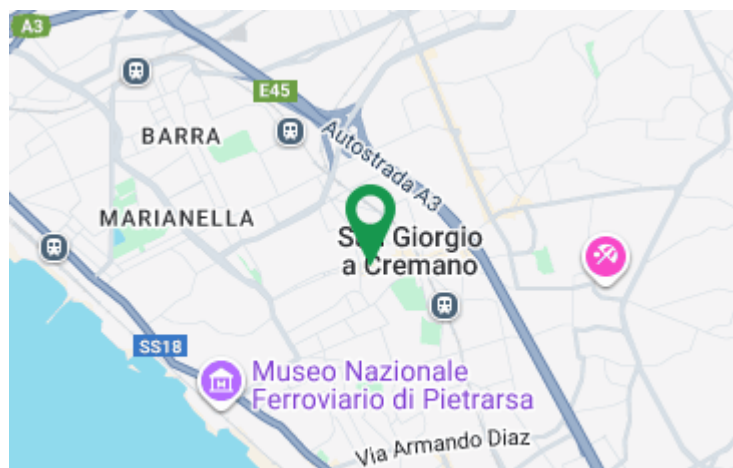 A3
E45
BARRA
Autostrada A3
MARIANELLA
San Giorgio
a Cremano
SS18
Museo Nazionale
Ferroviario di Pietrarsa
Via Armando Diaz